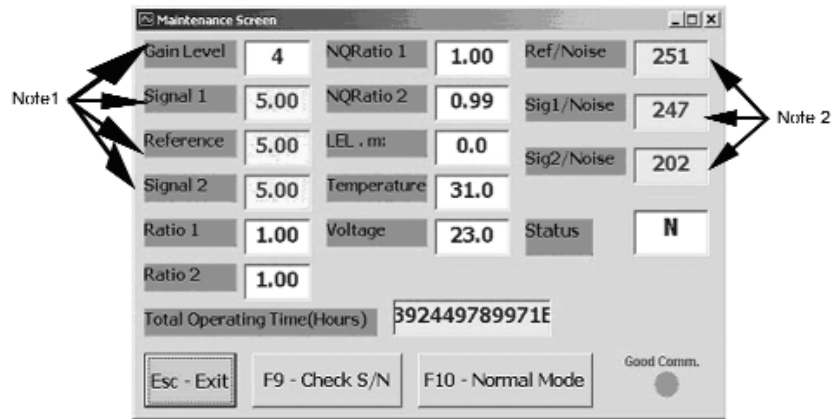 Maintenance Screen
Gain Level 4 NQRatio 1 1.00 Ref/Noise 251
Note1 Signal 1 5.00 NQRatio 2 0.99 Sig1/Noise 247 Note 2
Reference 5.00 LEL . m: 0.0 Sig2/Noise 202
Signal 2 5.00 Temperature 31.0
Ratio 1 1.00 Voltage 23.0 Status N
Ratio 2 1.00
Total Operating Time(Hours) 392449789971E
Good Comm.
Esc - Exit F9 - Check S/N F10 - Normal Mode